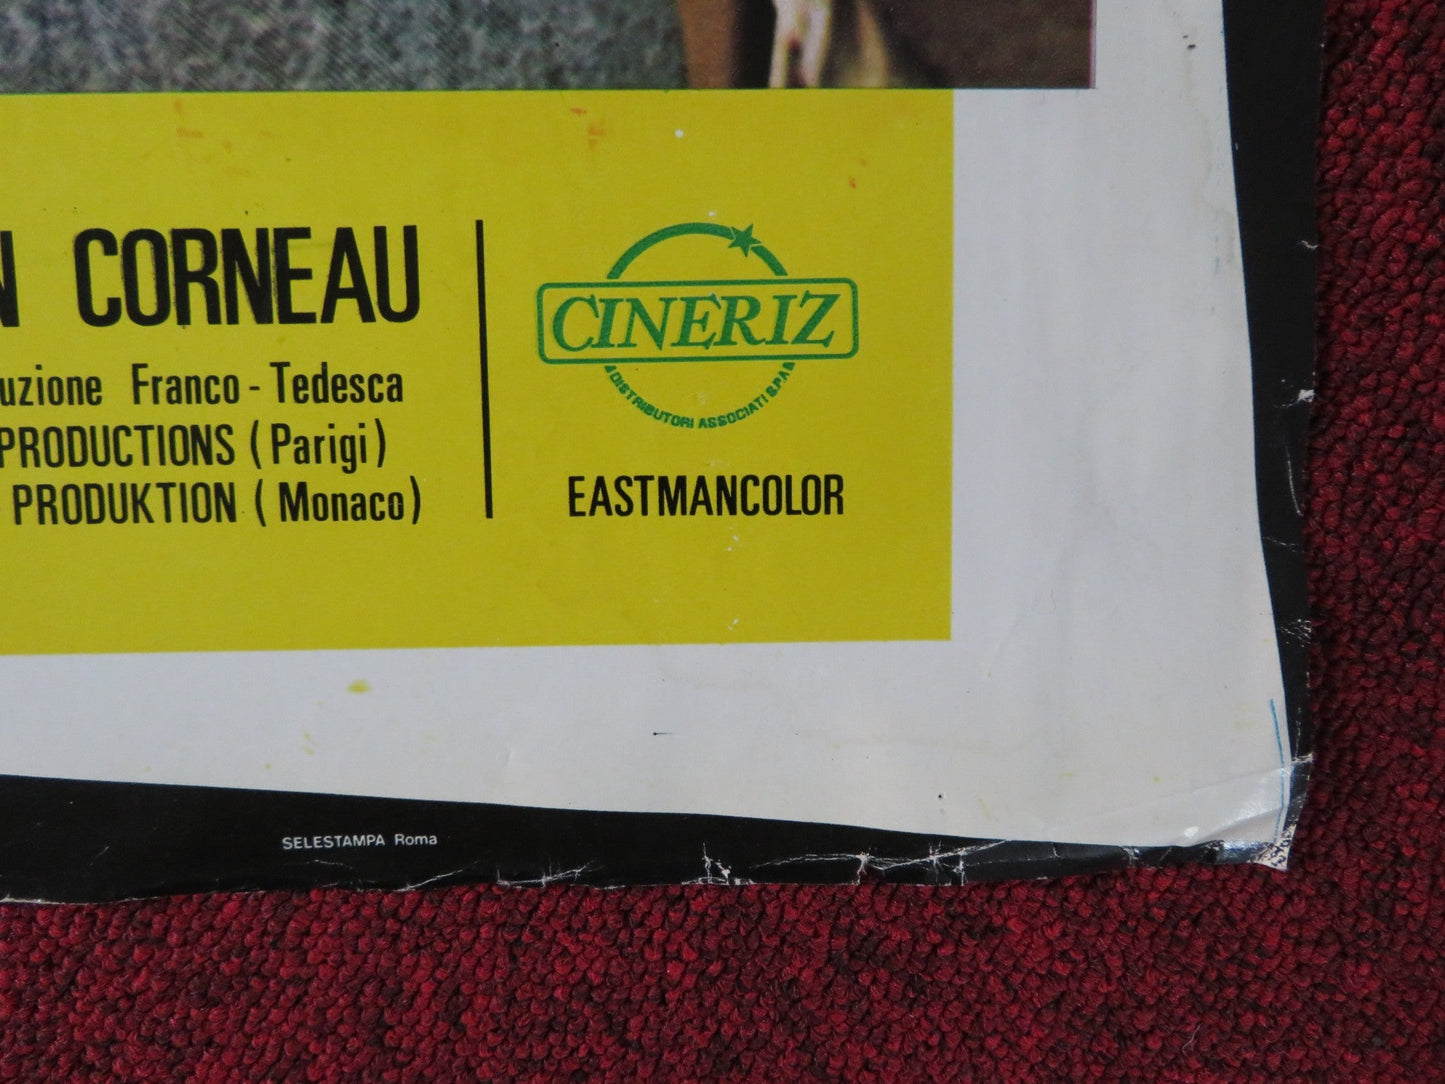 N CORNEAU
uzione Franco - Tedesca
PRODUCTIONS (Parigi)
PRODUKTION (Monaco)
CINERIZ
DISTRIBUTORI ASSOCIATI S.P.A
EASTMANCOLOR
SELESTAMPA Roma